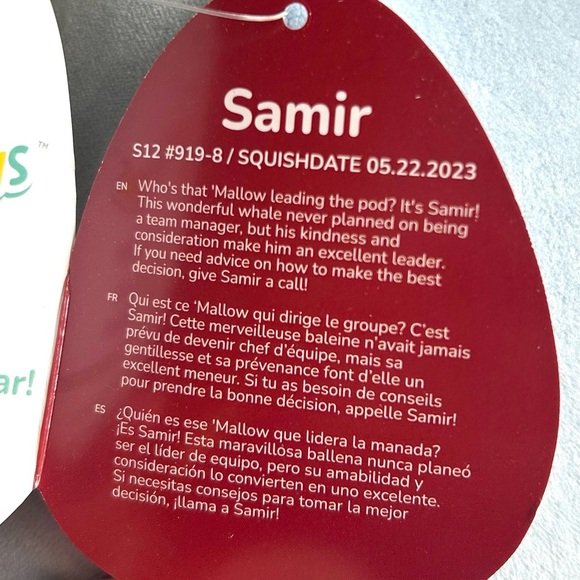 S™
ar!
Samir
S12 #919-8 / SQUISHDATE 05.22.2023
EN Who's that 'Mallow leading the pod? It's Samir!
This wonderful whale never planned on being
a team manager, but his kindness and
consideration make him an excellent leader.
If you need advice on how to make the best
decision, give Samir a call!
FR Qui est ce 'Mallow qui dirige le groupe? C'est
Samir! Cette merveilleuse baleine n'avait jamais
prévu de devenir chef d'équipe, mais sa
gentillesse et sa prévenance font d'elle un
excellent meneur. Si tu as besoin de conseils
pour prendre la bonne décision, appelle Samir!
ES ¿Quién es ese 'Mallow que lidera la manada?
¡Es Samir! Esta maravillosa ballena nunca planeó
ser el líder de equipo, pero su amabilidad y
consideración lo convierten en uno excelente.
Si necesitas consejos para tomar la mejor
decisión, ¡llama a Samir!